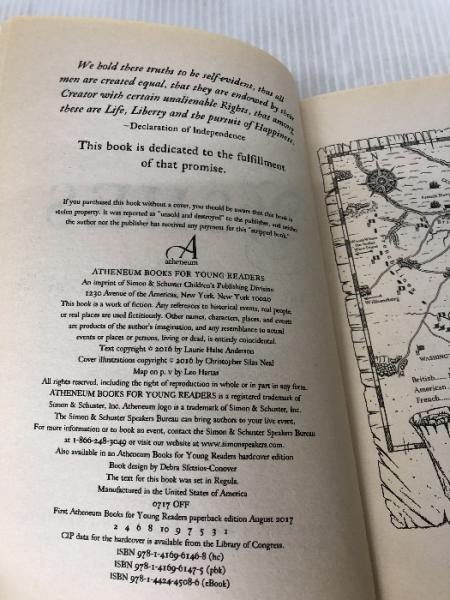 We hold these truths to be self-evident, that all
men are created equal, that they are endowed by their
Creator with certain unalienable Rights, that among
these are Life, Liberty and the pursuit of Happiness.
–Declaration of Independence
This book is dedicated to the fulfillment
of that promise.
If you purchased this book without a cover, you should be aware that this book is
stolen property. It was reported as "unsold and destroyed" to the publisher, and neither
the author nor the publisher has received any payment for this "stripped book."
A
atheneum
ATHENEUM BOOKS FOR YOUNG READERS
An imprint of Simon & Schuster Children's Publishing Division
1230 Avenue of the Americas, New York, New York 10020
This book is a work of fiction. Any references to historical events, real people,
or real places are used fictitiously. Other names, characters, places, and events
are products of the author's imagination, and any resemblance to actual
events or places or persons, living or dead, is entirely coincidental.
Text copyright © 2016 by Laurie Halse Anderson
Cover illustrations copyright © 2016 by Christopher Silas Neal
Map on p. v by Leo Hartas
All rights reserved, including the right of reproduction in whole or in part in any form.
ATHENEUM BOOKS FOR YOUNG READERS is a registered trademark of
Simon & Schuster, Inc. Atheneum logo is a trademark of Simon & Schuster, Inc.
The Simon & Schuster Speakers Bureau can bring authors to your live event.
For more information or to book an event, contact the Simon & Schuster Speakers Bureau
at 1-866-248-3049 or visit our website at www.simonspeakers.com.
Also available in an Atheneum Books for Young Readers hardcover edition
Book design by Debra Sfetsios-Conover
The text for this book was set in Regula.
Manufactured in the United States of America
0717 OFF
First Atheneum Books for Young Readers paperback edition August 2017
2 4 6 8 10 9 7 5 3 1
CIP data for the hardcover is available from the Library of Congress.
ISBN 978-1-4169-6146-8 (hc)
ISBN 978-1-4169-6147-5 (pbk)
ISBN 978-1-4424-4508-6 (eBook)
Williamsburg
British
American
French